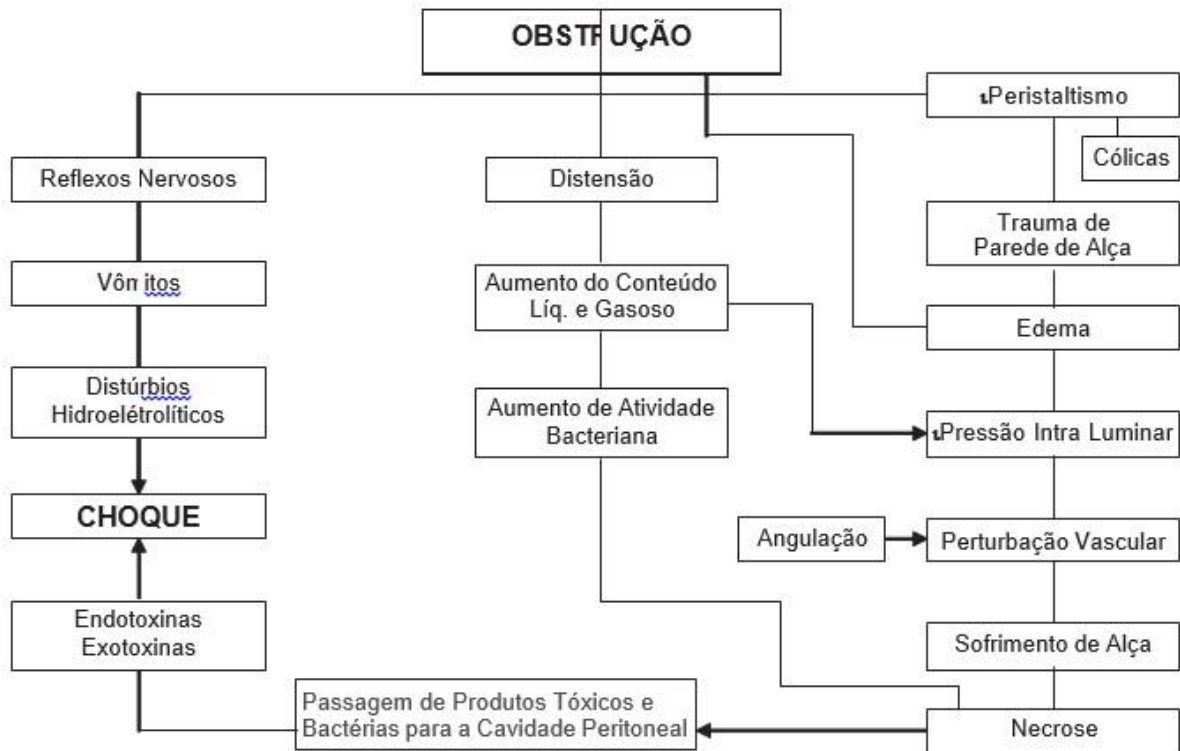 OBSTRUÇÃO
Peristaltismo
Cólicas
Reflexos Nervosos
Distensão
Trauma de
Parede de Alça
Vômitos
Aumento do Conteúdo
Líq. e Gasoso
Edema
Distúrbios
Hidroelétrolíticos
Aumento de Atividade
Bacteriana
Pressão Intra Luminar
CHOQUE
Angulação
Perturbação Vascular
Endotoxinas
Exotoxinas
Sofrimento de Alça
Passagem de Produtos Tóxicos e
Bactérias para a Cavidade Peritoneal
Necrose